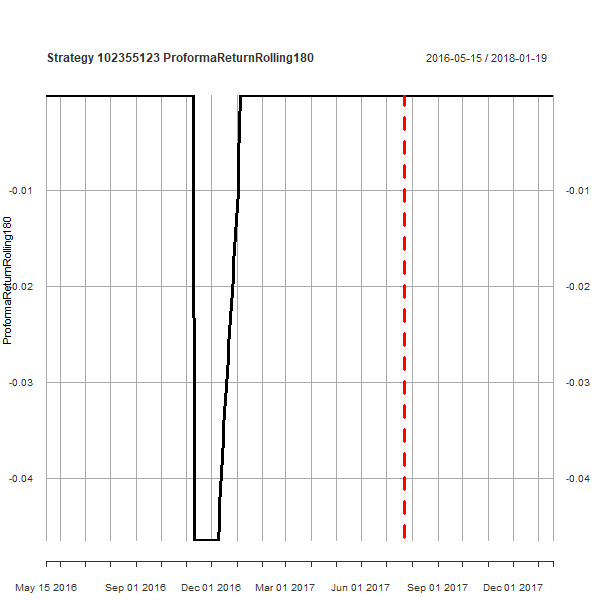 Strategy 102355123 ProformaReturnRolling180
2016-05-15 / 2018-01-19
ProformaReturnRolling180
-0.01
-0.02
-0.03
-0.04
-0.01
-0.02
-0.03
-0.04
May 15 2016 Sep 01 2016 Dec 01 2016 Mar 01 2017 Jun 01 2017 Sep 01 2017 Dec 01 2017